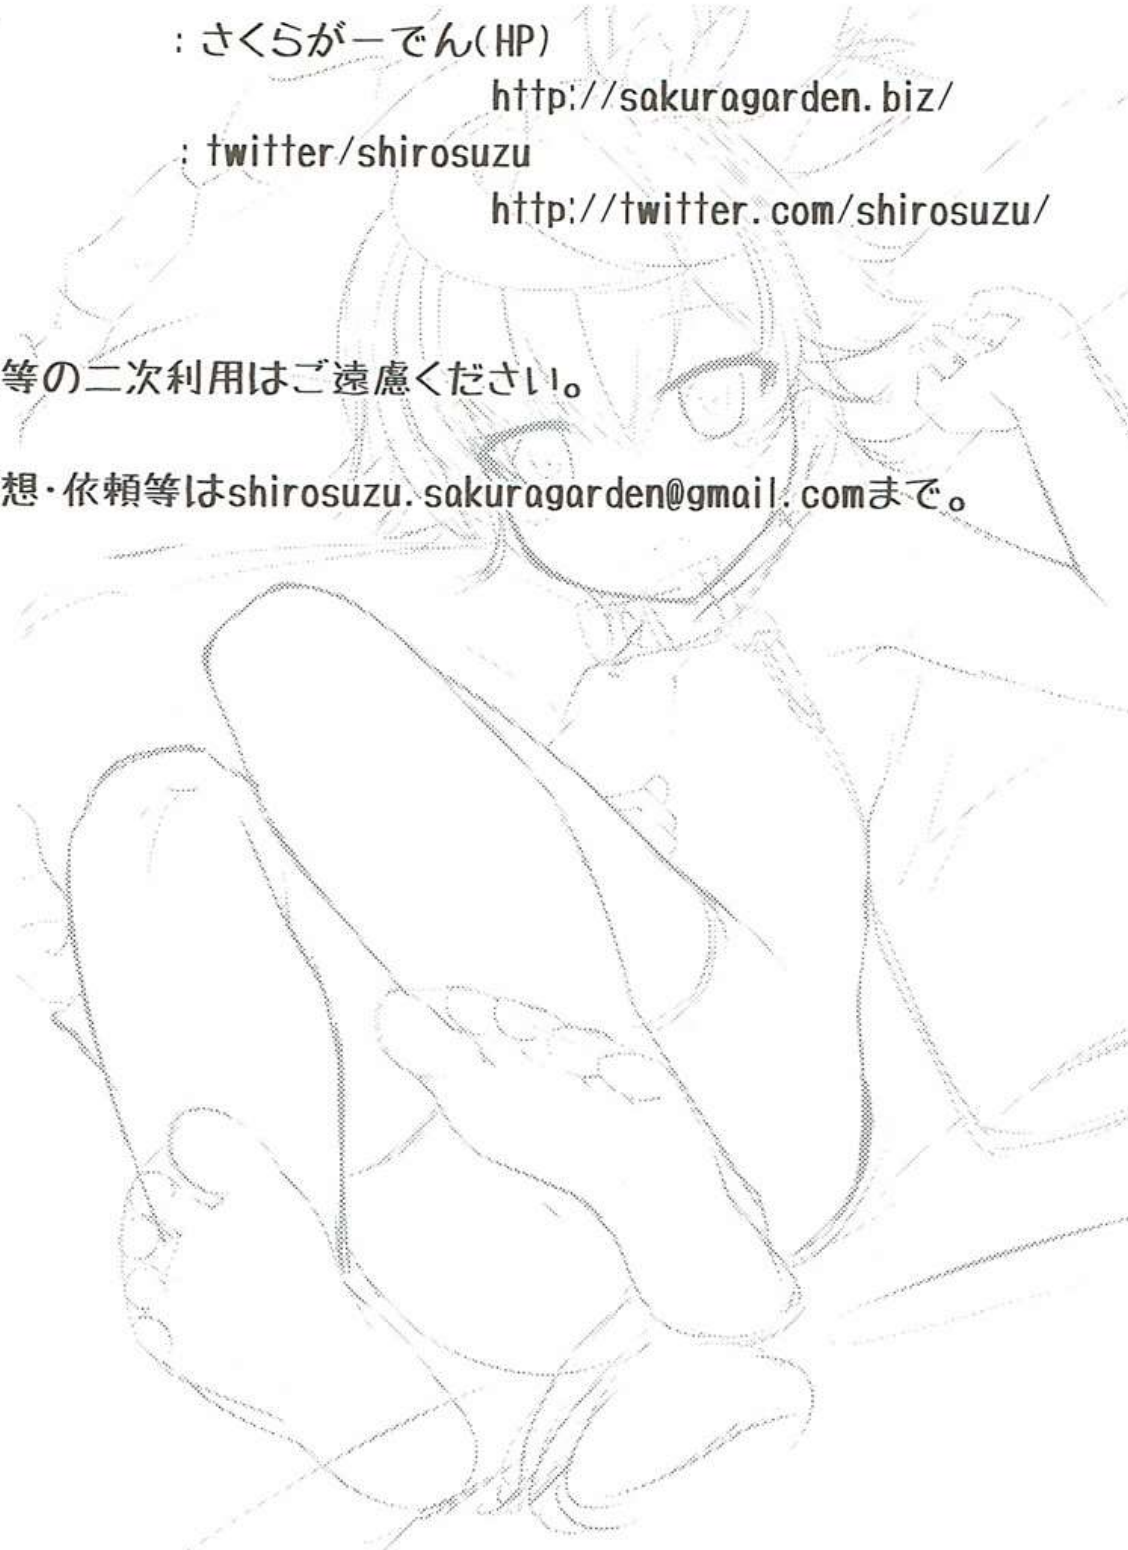 : さくらがーでん(HP)
http://sakuragarden.biz/
: twitter/shirosuzu
http://twitter.com/shirosuzu/
等の二次利用はご遠慮ください。
想・依頼等はshirosuzu.sakuragarden@gmail.comまで。